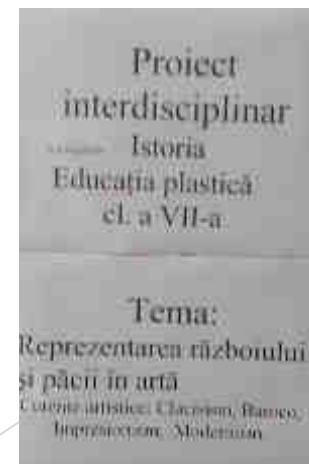 Proiect
interdisciplinar
Istoria
Educația plastică
cl. a VII-a
Tema:
Reprezentarea războiului
și păcii în artă
Curente artistice: Clasicism, Baroco,
Impresionism, Modernism